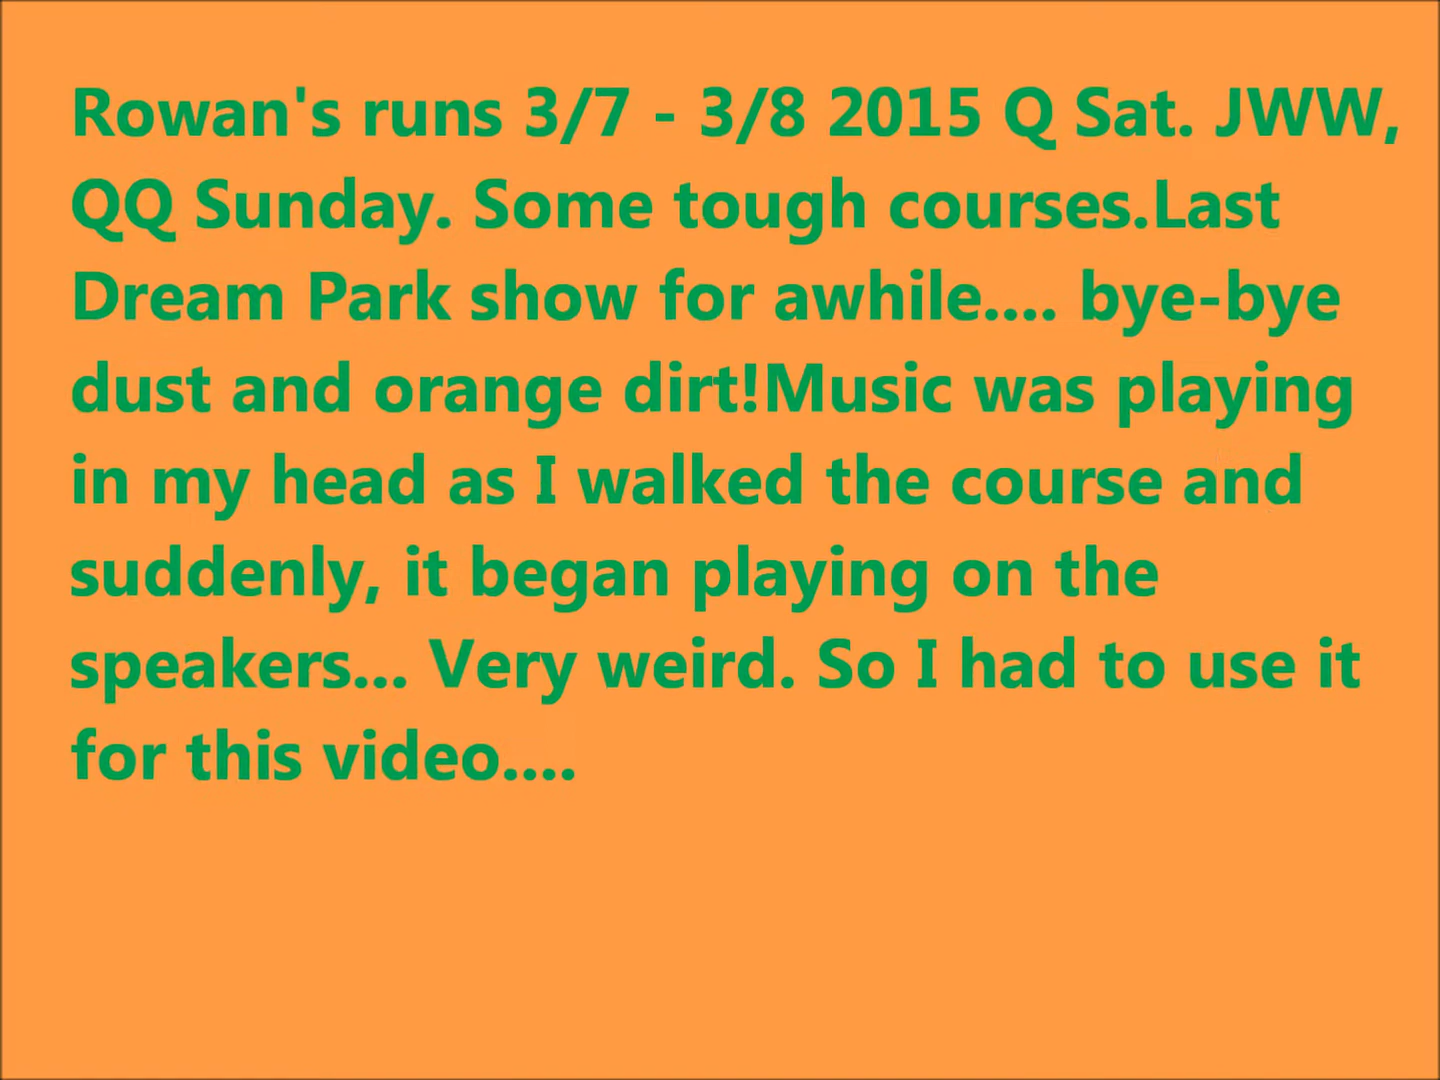 Rowan's runs 3/7 - 3/8 2015 Q Sat. JWW,
QQ Sunday. Some tough courses.Last
Dream Park show for awhile.... bye-bye
dust and orange dirt!Music was playing
in my head as I walked the course and
suddenly, it began playing on the
speakers... Very weird. So I had to use it
for this video....